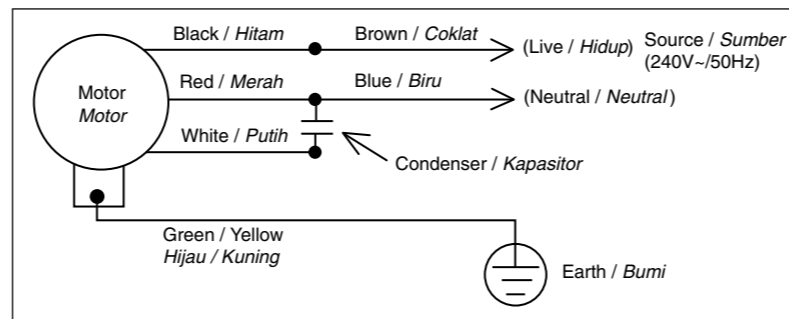 Black / Hitam
Brown / Coklat
(Live / Hidup)
Source / Sumber
(240V~/50Hz)
Motor
Motor
Red / Merah
Blue / Biru
(Neutral / Neutral )
White / Putih
Condenser / Kapasitor
Green / Yellow
Hijau / Kuning
Earth / Bumi